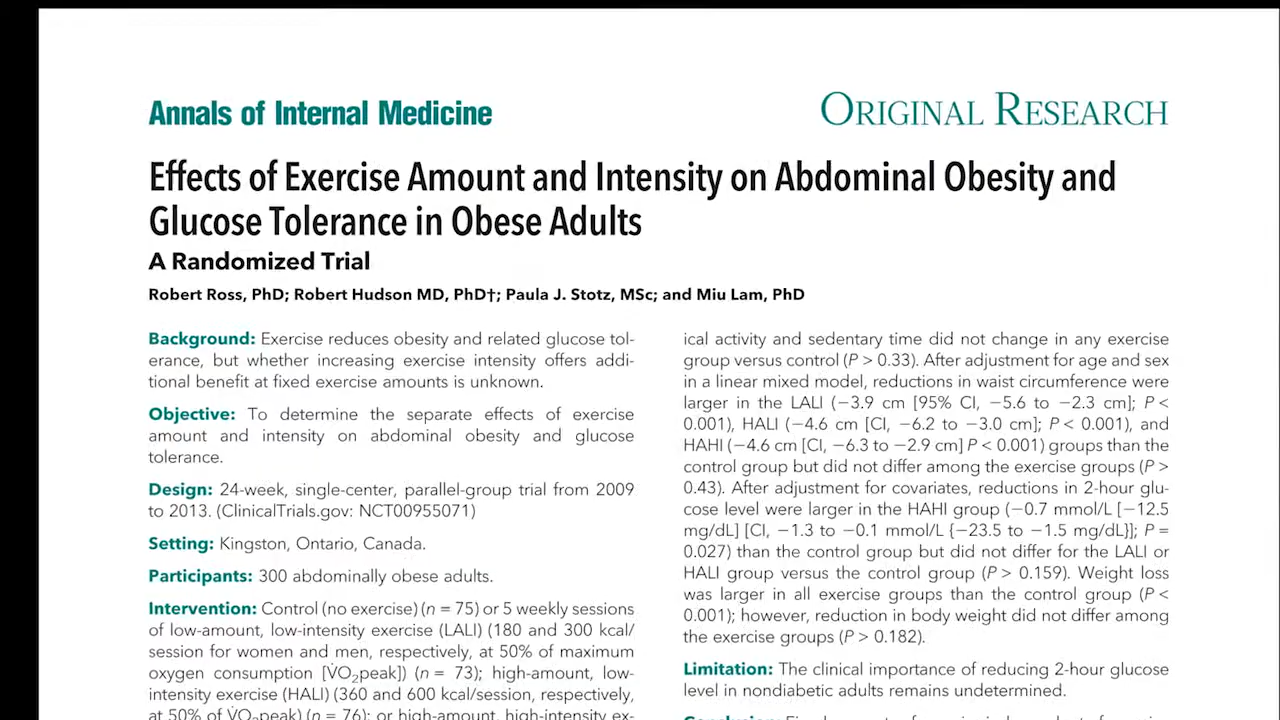 Annals of Internal Medicine
ORIGINAL RESEARCH
Effects of Exercise Amount and Intensity on Abdominal Obesity and
Glucose Tolerance in Obese Adults
A Randomized Trial
Robert Ross, PhD; Robert Hudson MD, PhD†; Paula J. Stotz, MSc; and Miu Lam, PhD
Background: Exercise reduces obesity and related glucose tol-
erance, but whether increasing exercise intensity offers addi-
tional benefit at fixed exercise amounts is unknown.
Objective: To determine the separate effects of exercise
amount and intensity on abdominal obesity and glucose
tolerance.
Design: 24-week, single-center, parallel-group trial from 2009
to 2013. (ClinicalTrials.gov: NCT00955071)
Setting: Kingston, Ontario, Canada.
Participants: 300 abdominally obese adults.
Intervention: Control (no exercise) (n = 75) or 5 weekly sessions
of low-amount, low-intensity exercise (LALI) (180 and 300 kcal/
session for women and men, respectively, at 50% of maximum
oxygen consumption [V̇O2peak]) (n = 73); high-amount, low-
intensity exercise (HALI) (360 and 600 kcal/session, respectively,
at 50% of V̇O2peak) (n = 76); or high-amount, high-intensity ex-
ical activity and sedentary time did not change in any exercise
group versus control (P > 0.33). After adjustment for age and sex
in a linear mixed model, reductions in waist circumference were
larger in the LALI (−3.9 cm [95% CI, −5.6 to −2.3 cm]; P <
0.001), HALI (−4.6 cm [CI, −6.2 to −3.0 cm]; P < 0.001), and
HAHI (−4.6 cm [CI, −6.3 to −2.9 cm] P < 0.001) groups than the
control group but did not differ among the exercise groups (P >
0.43). After adjustment for covariates, reductions in 2-hour glu-
cose level were larger in the HAHI group (−0.7 mmol/L [−12.5
mg/dL] [CI, −1.3 to −0.1 mmol/L {−23.5 to −1.5 mg/dL}]; P =
0.027) than the control group but did not differ for the LALI or
HALI group versus the control group (P > 0.159). Weight loss
was larger in all exercise groups than the control group (P <
0.001); however, reduction in body weight did not differ among
the exercise groups (P > 0.182).
Limitation: The clinical importance of reducing 2-hour glucose
level in nondiabetic adults remains undetermined.